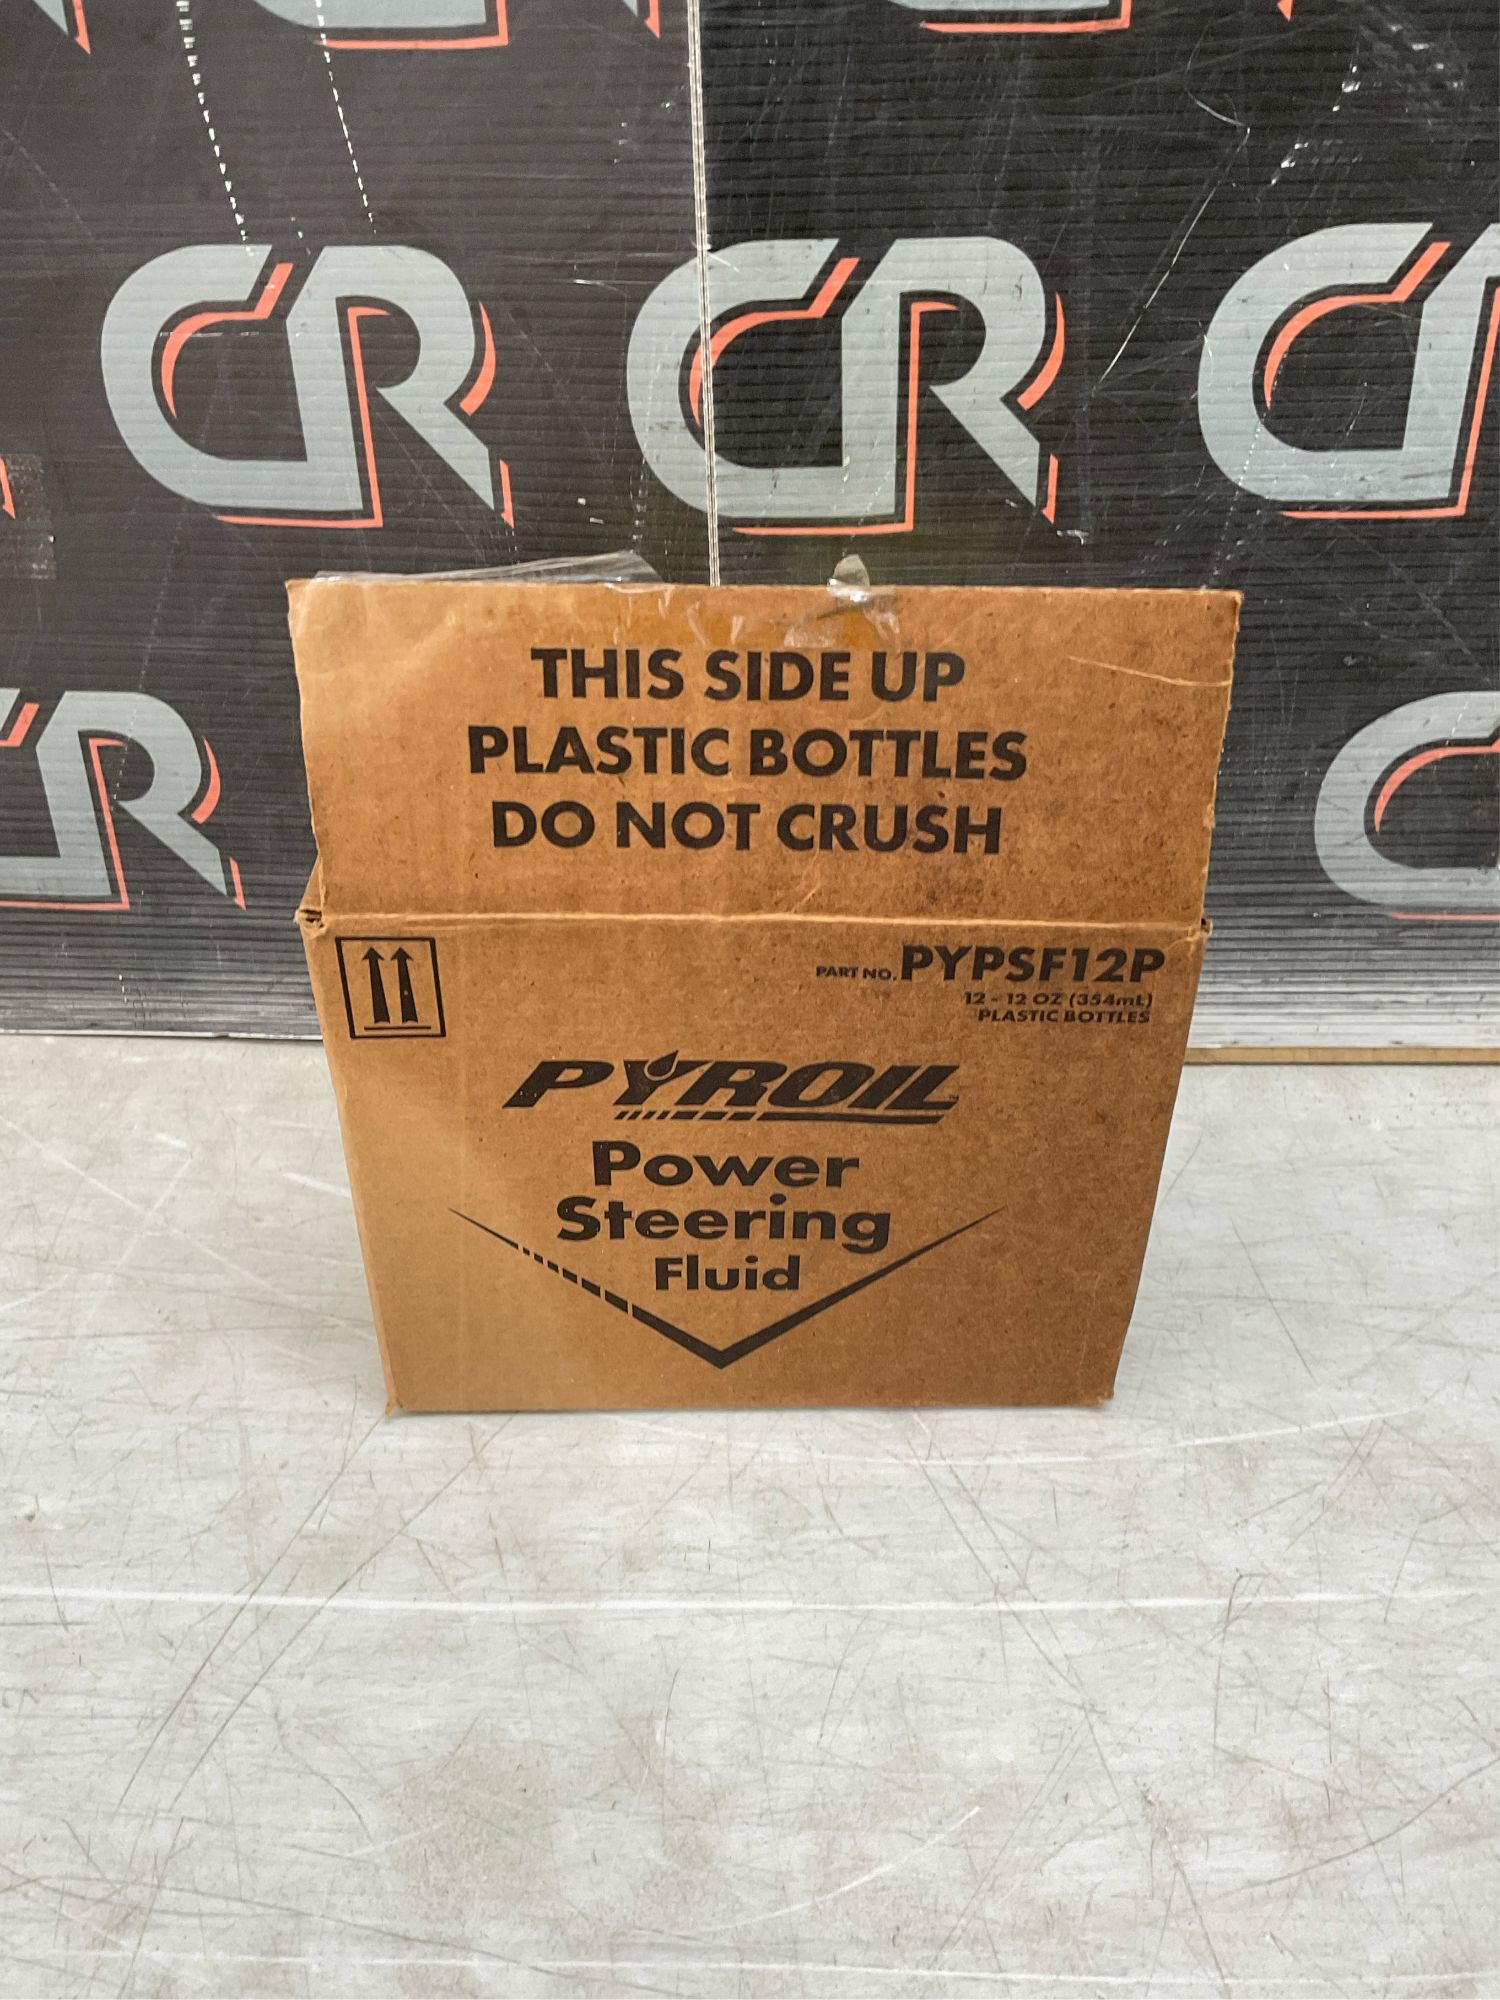 CR CR CR
THIS SIDE UP
PLASTIC BOTTLES
DO NOT CRUSH
CR
PART NO. PYPSF12P
12 - 12 OZ (354mL)
PLASTIC BOTTLES
PYROIL
Power
Steering
Fluid